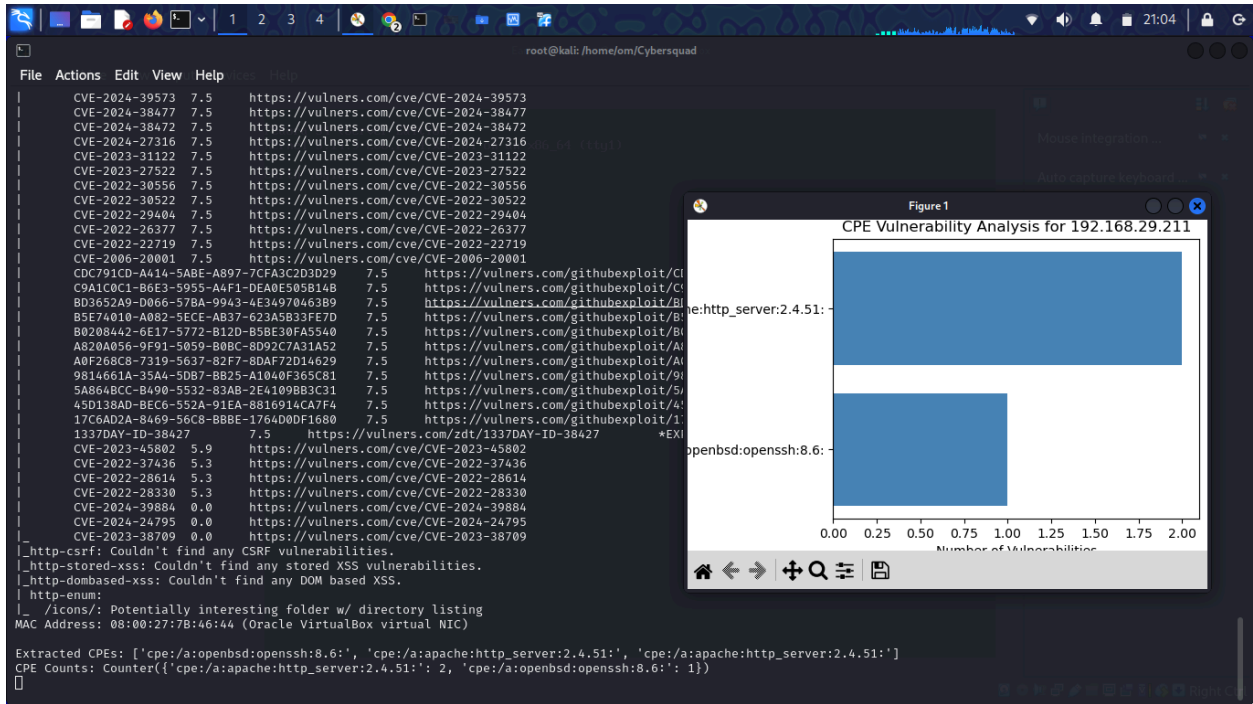 1 2 3 4
21:04
root@kali: /home/om/Cybersquad
File Actions Edit View Help
| CVE-2024-39573 7.5 https://vulners.com/cve/CVE-2024-39573
| CVE-2024-38477 7.5 https://vulners.com/cve/CVE-2024-38477
| CVE-2024-38472 7.5 https://vulners.com/cve/CVE-2024-38472
| CVE-2024-27316 7.5 https://vulners.com/cve/CVE-2024-27316
| CVE-2023-31122 7.5 https://vulners.com/cve/CVE-2023-31122
| CVE-2023-27522 7.5 https://vulners.com/cve/CVE-2023-27522
| CVE-2022-30556 7.5 https://vulners.com/cve/CVE-2022-30556
| CVE-2022-30522 7.5 https://vulners.com/cve/CVE-2022-30522
| CVE-2022-29404 7.5 https://vulners.com/cve/CVE-2022-29404
| CVE-2022-26377 7.5 https://vulners.com/cve/CVE-2022-26377
| CVE-2022-22719 7.5 https://vulners.com/cve/CVE-2022-22719
| CVE-2006-20001 7.5 https://vulners.com/cve/CVE-2006-20001
| CDC791CD-A414-5ABE-A897-7CFA3C2D3D29 7.5 https://vulners.com/githubexploit/CD
| C9A1C0C1-B6E3-5955-A4F1-DEA0E505B14B 7.5 https://vulners.com/githubexploit/C9
| BD3652A9-D066-57BA-9943-4E34970463B9 7.5 https://vulners.com/githubexploit/BD
| B5E74010-A082-5ECE-AB37-623A5B33FE7D 7.5 https://vulners.com/githubexploit/B5
| B0208442-6E17-5772-B12D-B5BE30FA5540 7.5 https://vulners.com/githubexploit/B0
| A820A056-9F91-5059-B0BC-8D92C7A31A52 7.5 https://vulners.com/githubexploit/A8
| A0F268C8-7319-5637-82F7-8DAF72D14629 7.5 https://vulners.com/githubexploit/A0
| 9814661A-35A4-5DB7-BB25-A1040F365C81 7.5 https://vulners.com/githubexploit/98
| 5A864BCC-B490-5532-83AB-2E4109BB3C31 7.5 https://vulners.com/githubexploit/5A
| 45D138AD-BEC6-552A-91EA-8816914CA7F4 7.5 https://vulners.com/githubexploit/45
| 17C6AD2A-8469-56C8-BBBE-1764D0DF1680 7.5 https://vulners.com/githubexploit/17
| 1337DAY-ID-38427 7.5 https://vulners.com/zdt/1337DAY-ID-38427 *EX
| CVE-2023-45802 5.9 https://vulners.com/cve/CVE-2023-45802
| CVE-2022-37436 5.3 https://vulners.com/cve/CVE-2022-37436
| CVE-2022-28614 5.3 https://vulners.com/cve/CVE-2022-28614
| CVE-2022-28330 5.3 https://vulners.com/cve/CVE-2022-28330
| CVE-2024-39884 0.0 https://vulners.com/cve/CVE-2024-39884
| CVE-2024-24795 0.0 https://vulners.com/cve/CVE-2024-24795
|_ CVE-2023-38709 0.0 https://vulners.com/cve/CVE-2023-38709
|_http-csrf: Couldn't find any CSRF vulnerabilities.
|_http-stored-xss: Couldn't find any stored XSS vulnerabilities.
|_http-dombased-xss: Couldn't find any DOM based XSS.
| http-enum:
|_ /icons/: Potentially interesting folder w/ directory listing
MAC Address: 08:00:27:7B:46:44 (Oracle VirtualBox virtual NIC)
Extracted CPEs: ['cpe:/a:openbsd:openssh:8.6:', 'cpe:/a:apache:http_server:2.4.51:', 'cpe:/a:apache:http_server:2.4.51:']
CPE Counts: Counter({'cpe:/a:apache:http_server:2.4.51:': 2, 'cpe:/a:openbsd:openssh:8.6:': 1})
Figure 1
CPE Vulnerability Analysis for 192.168.29.211
he:http_server:2.4.51:
openbsd:openssh:8.6:
0.00 0.25 0.50 0.75 1.00 1.25 1.50 1.75 2.00
Number of Vulnerabilities
Mouse integration ...
Auto capture keyboard ...